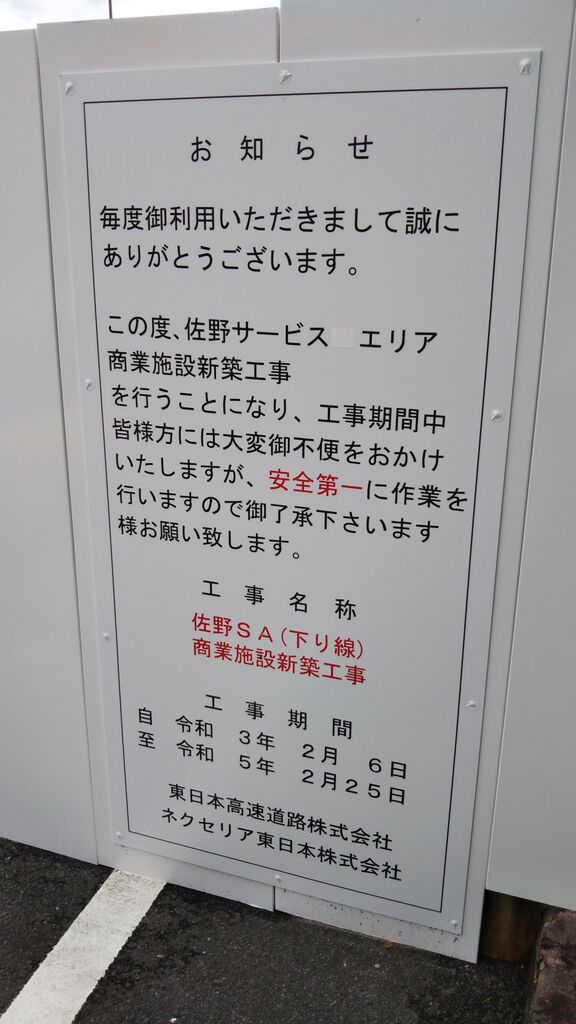 お知らせ
毎度御利用いただきまして誠に
ありがとうございます。
この度、佐野サービス エリア
商業施設新築工事
を行うことになり、工事期間中
皆様方には大変御不便をおかけ
いたしますが、安全第一に作業を
行いますので御了承下さいます
様お願い致します。
工事名称
佐野SA(下り線)
商業施設新築工事
工事期間
自 令和 3年 2月 6日
至 令和 5年 2月25日
東日本高速道路株式会社
ネクセリア東日本株式会社